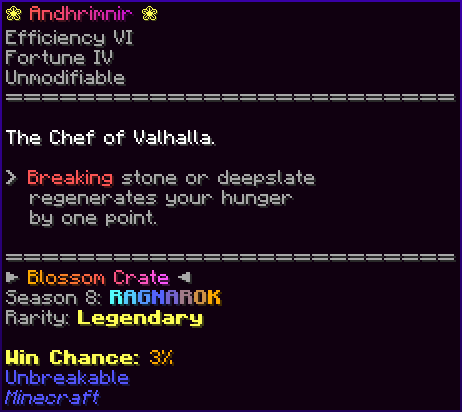 ❀ Andhrimnir ❀
Efficiency VI
Fortune IV
Unmodifiable
==============================
The Chef of Valhalla.
> Breaking stone or deepslate
regenerates your hunger
by one point.
==============================
► Blossom Crate ◄
Season 8: RAGNAROK
Rarity: Legendary
Win Chance: 3%
Unbreakable
Minecraft